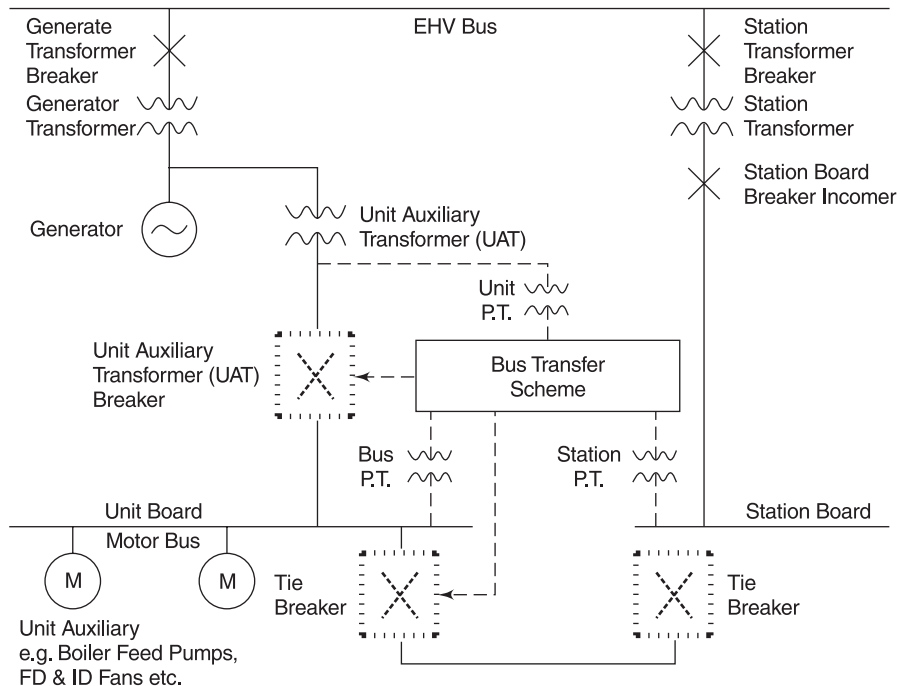 EHV Bus
Generate
Transformer
Breaker
Generator
Transformer
Generator
Station
Transformer
Breaker
Station
Transformer
Station Board
Breaker Incomer
Unit Auxiliary
Transformer (UAT)
Unit
P.T.
Unit Auxiliary
Transformer (UAT)
Breaker
Bus Transfer
Scheme
Bus
P.T.
Station
P.T.
Unit Board
Motor Bus
Station Board
M
M
Tie
Breaker
Tie
Breaker
Unit Auxiliary
e.g. Boiler Feed Pumps,
FD & ID Fans etc.